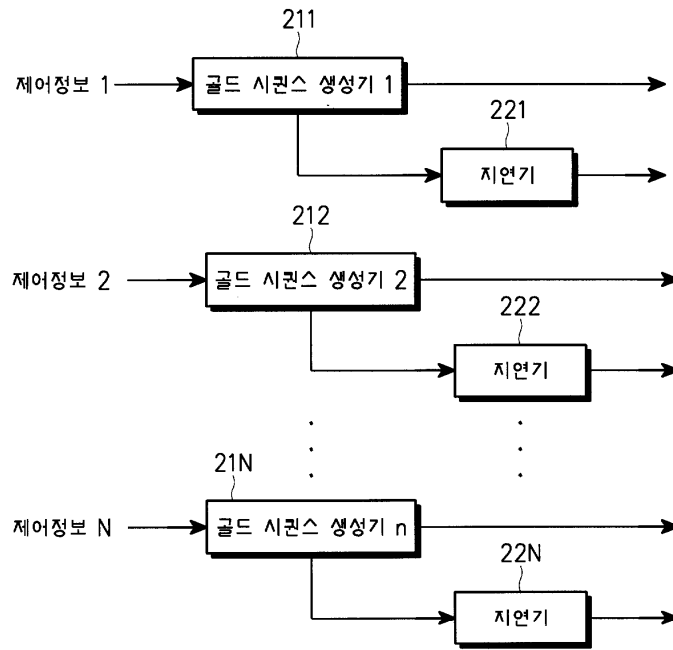 211
제어정보 1
골드 시퀀스 생성기 1
221
지연기
212
제어정보 2
골드 시퀀스 생성기 2
222
지연기
21N
제어정보 N
골드 시퀀스 생성기 n
22N
지연기